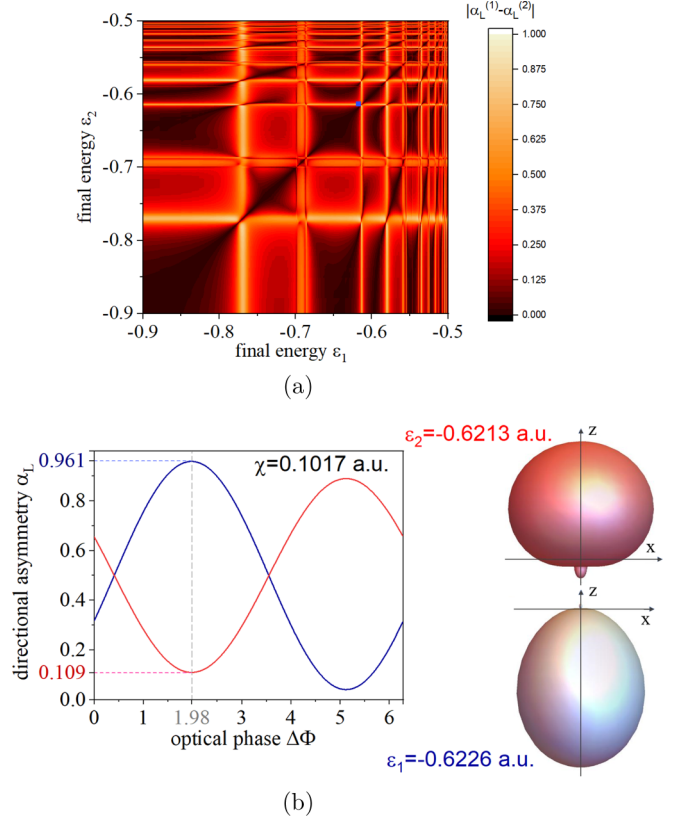 |α_L^(1)-α_L^(2)|
-0.5
-0.6
-0.7
-0.8
-0.9
final energy ε₂
-0.9 -0.8 -0.7 -0.6 -0.5
final energy ε₁
1.000
0.875
0.750
0.625
0.500
0.375
0.250
0.125
0.000
(a)
0.961
0.8
0.6
0.4
0.2
0.109
0.0
directional asymmetry α_L
χ=0.1017 a.u.
0 1 1.98 3 4 5 6
optical phase ΔΦ
ε₂=-0.6213 a.u.
z
x
z
x
ε₁=-0.6226 a.u.
(b)